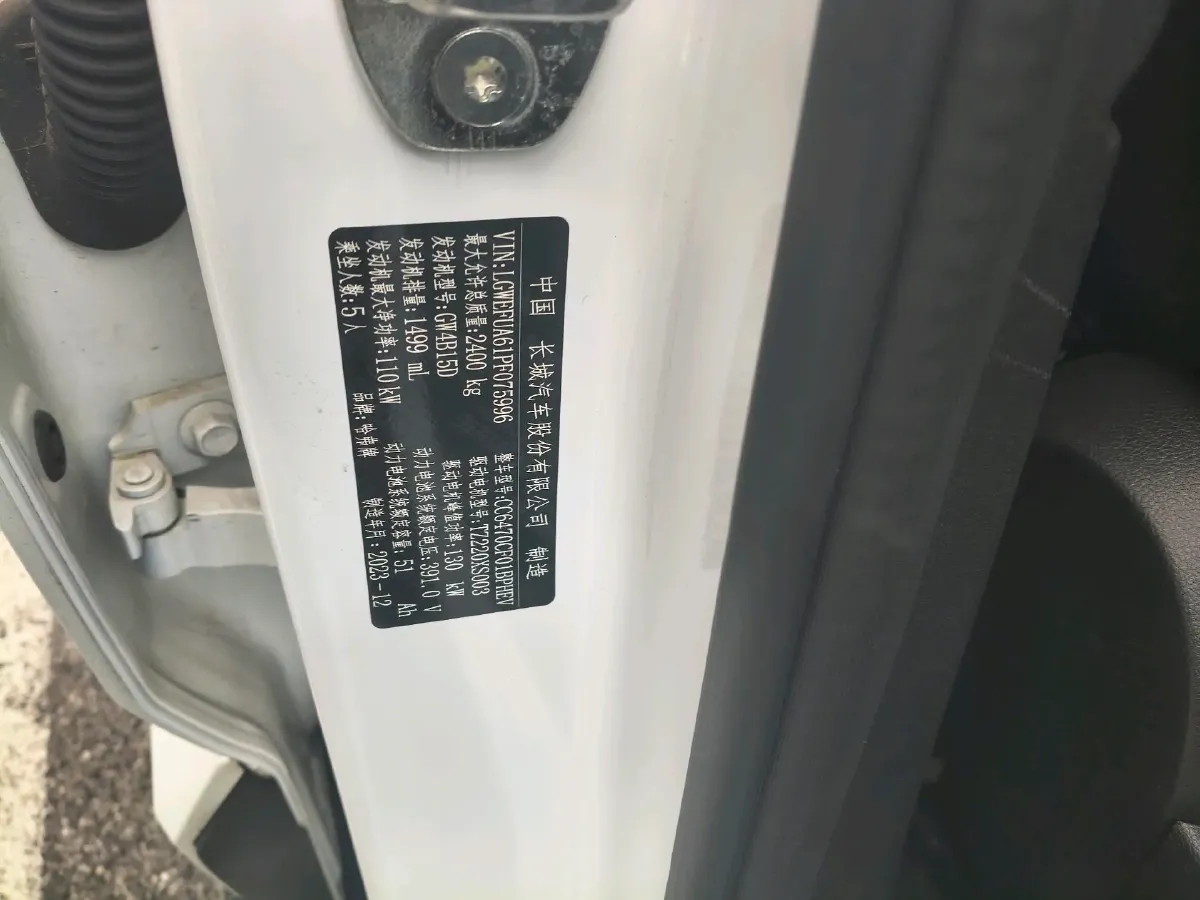 中国 长城汽车股份有限公司 制造
VIN:LGWEFUA61PF075996 整车型号:CC6470CF01BPHEV
最大允许总质量:2400 kg 驱动电机型号:TZ220XS003
发动机型号:GW4B15D 驱动电机峰值功率:130 kW
发动机排量:1499 mL 动力电池系统额定电压:391.0 V
发动机最大净功率:110kW 动力电池系统额定容量:51 Ah
乘坐人数:5人 品牌:哈弗牌 制造年月:2023-12